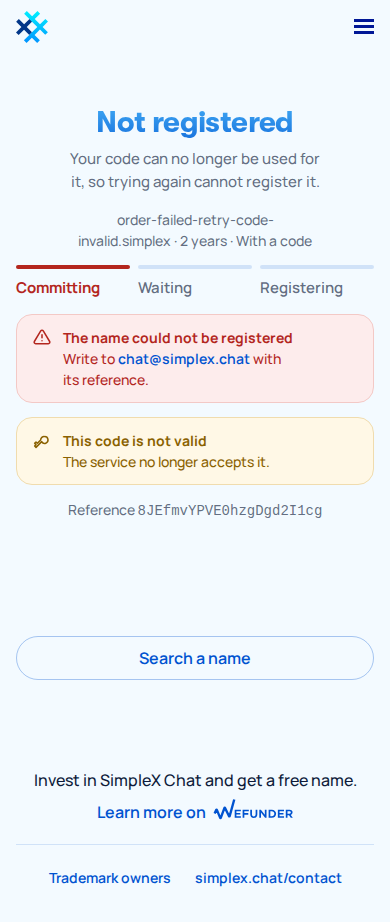 Not registered
Your code can no longer be used for
it, so trying again cannot register it.
order-failed-retry-code-
invalid.simplex · 2 years · With a code
Committing
Waiting
Registering
The name could not be registered
Write to chat@simplex.chat with
its reference.
This code is not valid
The service no longer accepts it.
Reference 8JEfmvYPVE0hzgDgd2I1cg
Search a name
Invest in SimpleX Chat and get a free name.
Learn more on WEFUNDER
Trademark owners
simplex.chat/contact